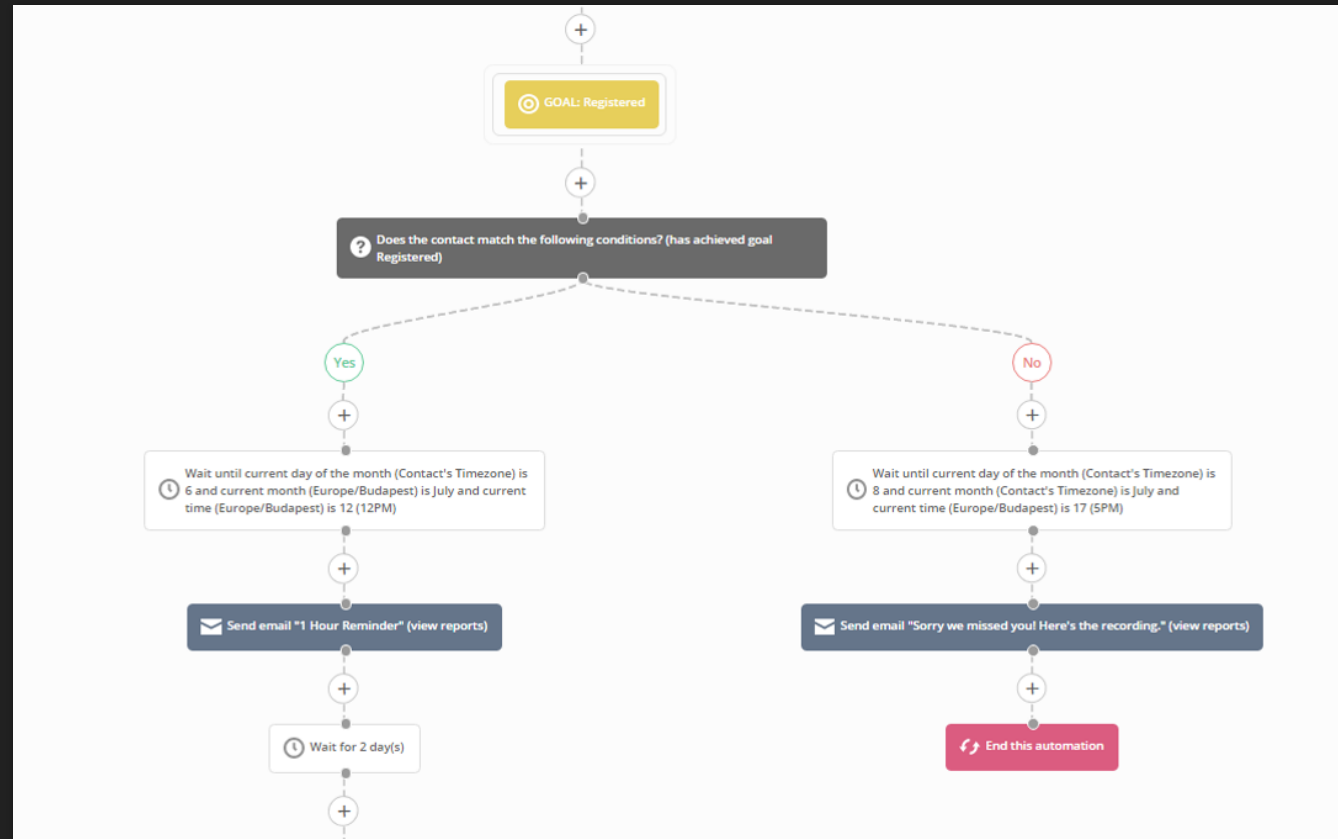 GOAL: Registered
Does the contact match the following conditions? (has achieved goal
Registered)
Yes
No
Wait until current day of the month (Contact's Timezone) is
6 and current month (Europe/Budapest) is July and current
time (Europe/Budapest) is 12 (12PM)
Wait until current day of the month (Contact's Timezone) is
8 and current month (Contact's Timezone) is July and
current time (Europe/Budapest) is 17 (5PM)
Send email "1 Hour Reminder" (view reports)
Send email "Sorry we missed you! Here's the recording." (view reports)
Wait for 2 day(s)
End this automation